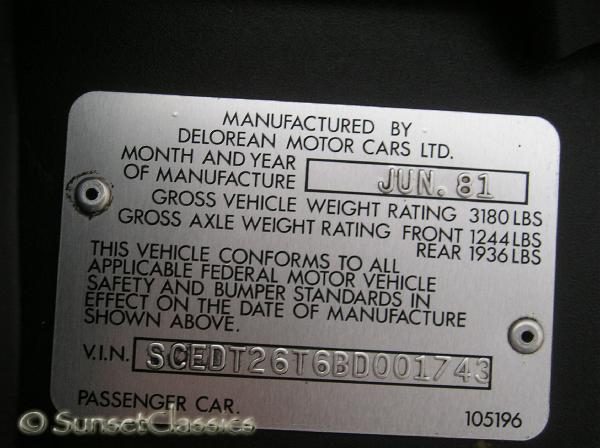 MANUFACTURED BY
DELOREAN MOTOR CARS LTD.
MONTH AND YEAR
OF MANUFACTURE JUN. 81
GROSS VEHICLE WEIGHT RATING 3180 LBS
GROSS AXLE WEIGHT RATING FRONT 1244 LBS
REAR 1936 LBS
THIS VEHICLE CONFORMS TO ALL
APPLICABLE FEDERAL MOTOR VEHICLE
SAFETY AND BUMPER STANDARDS IN
EFFECT ON THE DATE OF MANUFACTURE
SHOWN ABOVE.
V.I.N. SCEDT26T6BD001743
PASSENGER CAR. 105196
© SunsetClassics